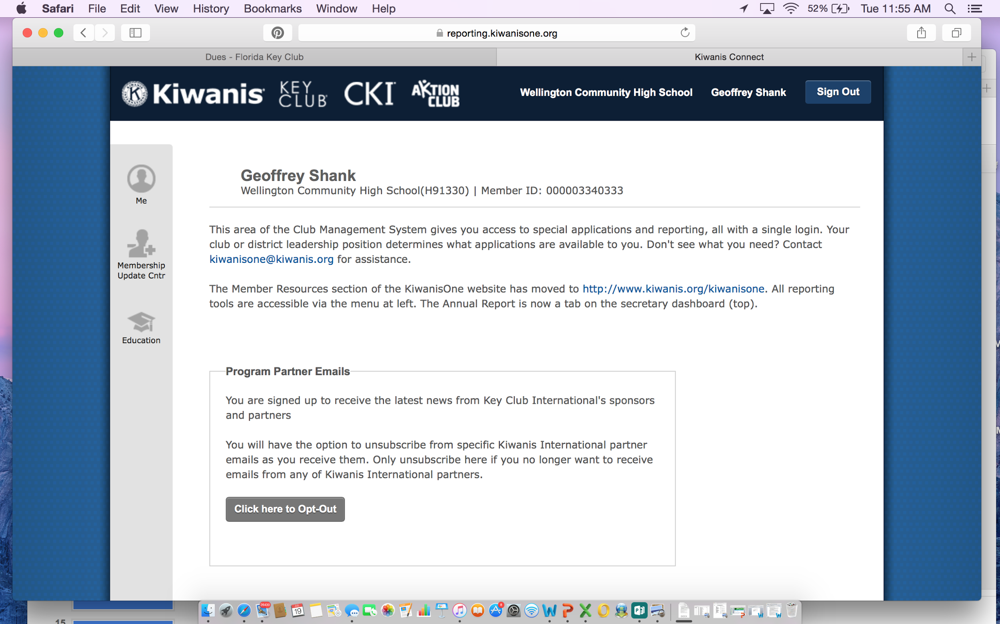 Safari File Edit View History Bookmarks Window Help 52% Tue 11:55 AM
reporting.kiwanisone.org
Dues - Florida Key Club Kiwanis Connect
Kiwanis KEY CLUB CKI AKTION CLUB Wellington Community High School Geoffrey Shank Sign Out
Geoffrey Shank
Wellington Community High School(H91330) | Member ID: 000003340333
Me
Membership
Update Cntr
Education
This area of the Club Management System gives you access to special applications and reporting, all with a single login. Your
club or district leadership position determines what applications are available to you. Don't see what you need? Contact
kiwanisone@kiwanis.org for assistance.
The Member Resources section of the KiwanisOne website has moved to http://www.kiwanis.org/kiwanisone. All reporting
tools are accessible via the menu at left. The Annual Report is now a tab on the secretary dashboard (top).
Program Partner Emails
You are signed up to receive the latest news from Key Club International's sponsors
and partners
You will have the option to unsubscribe from specific Kiwanis International partner
emails as you receive them. Only unsubscribe here if you no longer want to receive
emails from any of Kiwanis International partners.
Click here to Opt-Out
15
26430
JUL
19
8